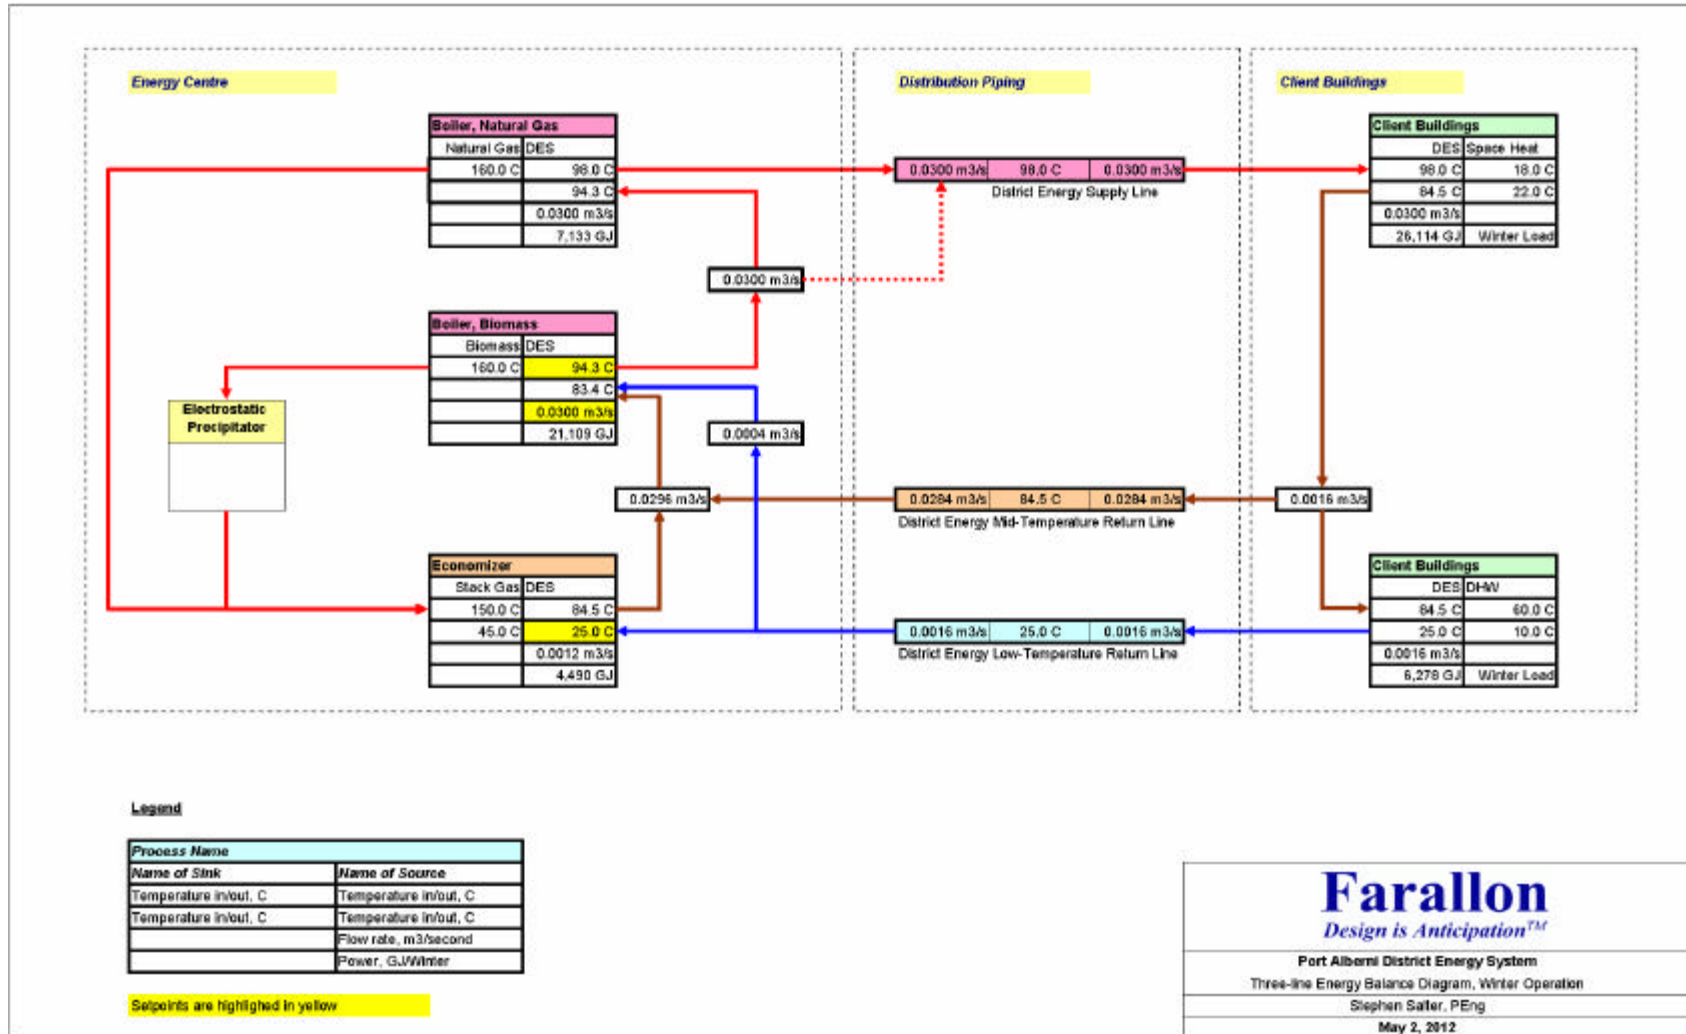 Energy Centre
Distribution Piping
Client Buildings
Boiler, Natural Gas
Natural Gas DES
160.0 C 98.0 C
94.3 C
0.0300 m3/s
7,133 GJ
0.0300 m3/s 98.0 C 0.0300 m3/s
District Energy Supply Line
Client Buildings
DES Space Heat
98.0 C 18.0 C
84.5 C 22.0 C
0.0300 m3/s
26,114 GJ Winter Load
0.0300 m3/s
Boiler, Biomass
Biomass DES
160.0 C 94.3 C
83.4 C
0.0300 m3/s
21,109 GJ
Electrostatic
Precipitator
0.0004 m3/s
0.0296 m3/s
0.0284 m3/s 84.5 C 0.0284 m3/s
District Energy Mid-Temperature Return Line
0.0016 m3/s
Economizer
Stack Gas DES
150.0 C 84.5 C
45.0 C 25.0 C
0.0012 m3/s
4,490 GJ
0.0016 m3/s 25.0 C 0.0016 m3/s
District Energy Low-Temperature Return Line
Client Buildings
DES DHW
84.5 C 60.0 C
25.0 C 10.0 C
0.0016 m3/s
6,278 GJ Winter Load
Legend
Process Name
Name of Sink Name of Source
Temperature in/out, C Temperature in/out, C
Temperature in/out, C Temperature in/out, C
Flow rate, m3/second
Power, GJ/Winter
Setpoints are highlighed in yellow
Farallon
Design is Anticipation™
Port Alberni District Energy System
Three-line Energy Balance Diagram, Winter Operation
Stephen Salter, PEng
May 2, 2012